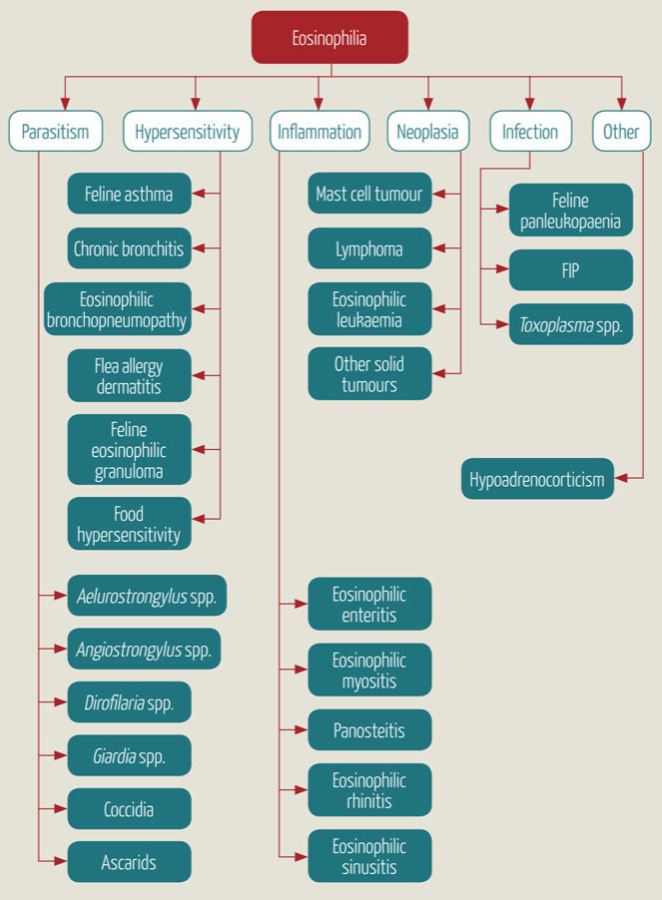 Eosinophilia
Parasitism
Hypersensitivity
Inflammation
Neoplasia
Infection
Other
Feline asthma
Chronic bronchitis
Eosinophilic
bronchopneumopathy
Flea allergy
dermatitis
Feline
eosinophilic
granuloma
Food
hypersensitivity
Mast cell tumour
Lymphoma
Eosinophilic
leukaemia
Other solid
tumours
Feline
panleukopaenia
FIP
Toxoplasma spp.
Hypoadrenocorticism
Aelurostrongylus spp.
Angiostrongylus spp.
Dirofilaria spp.
Giardia spp.
Coccidia
Ascarids
Eosinophilic
enteritis
Eosinophilic
myositis
Panosteitis
Eosinophilic
rhinitis
Eosinophilic
sinusitis